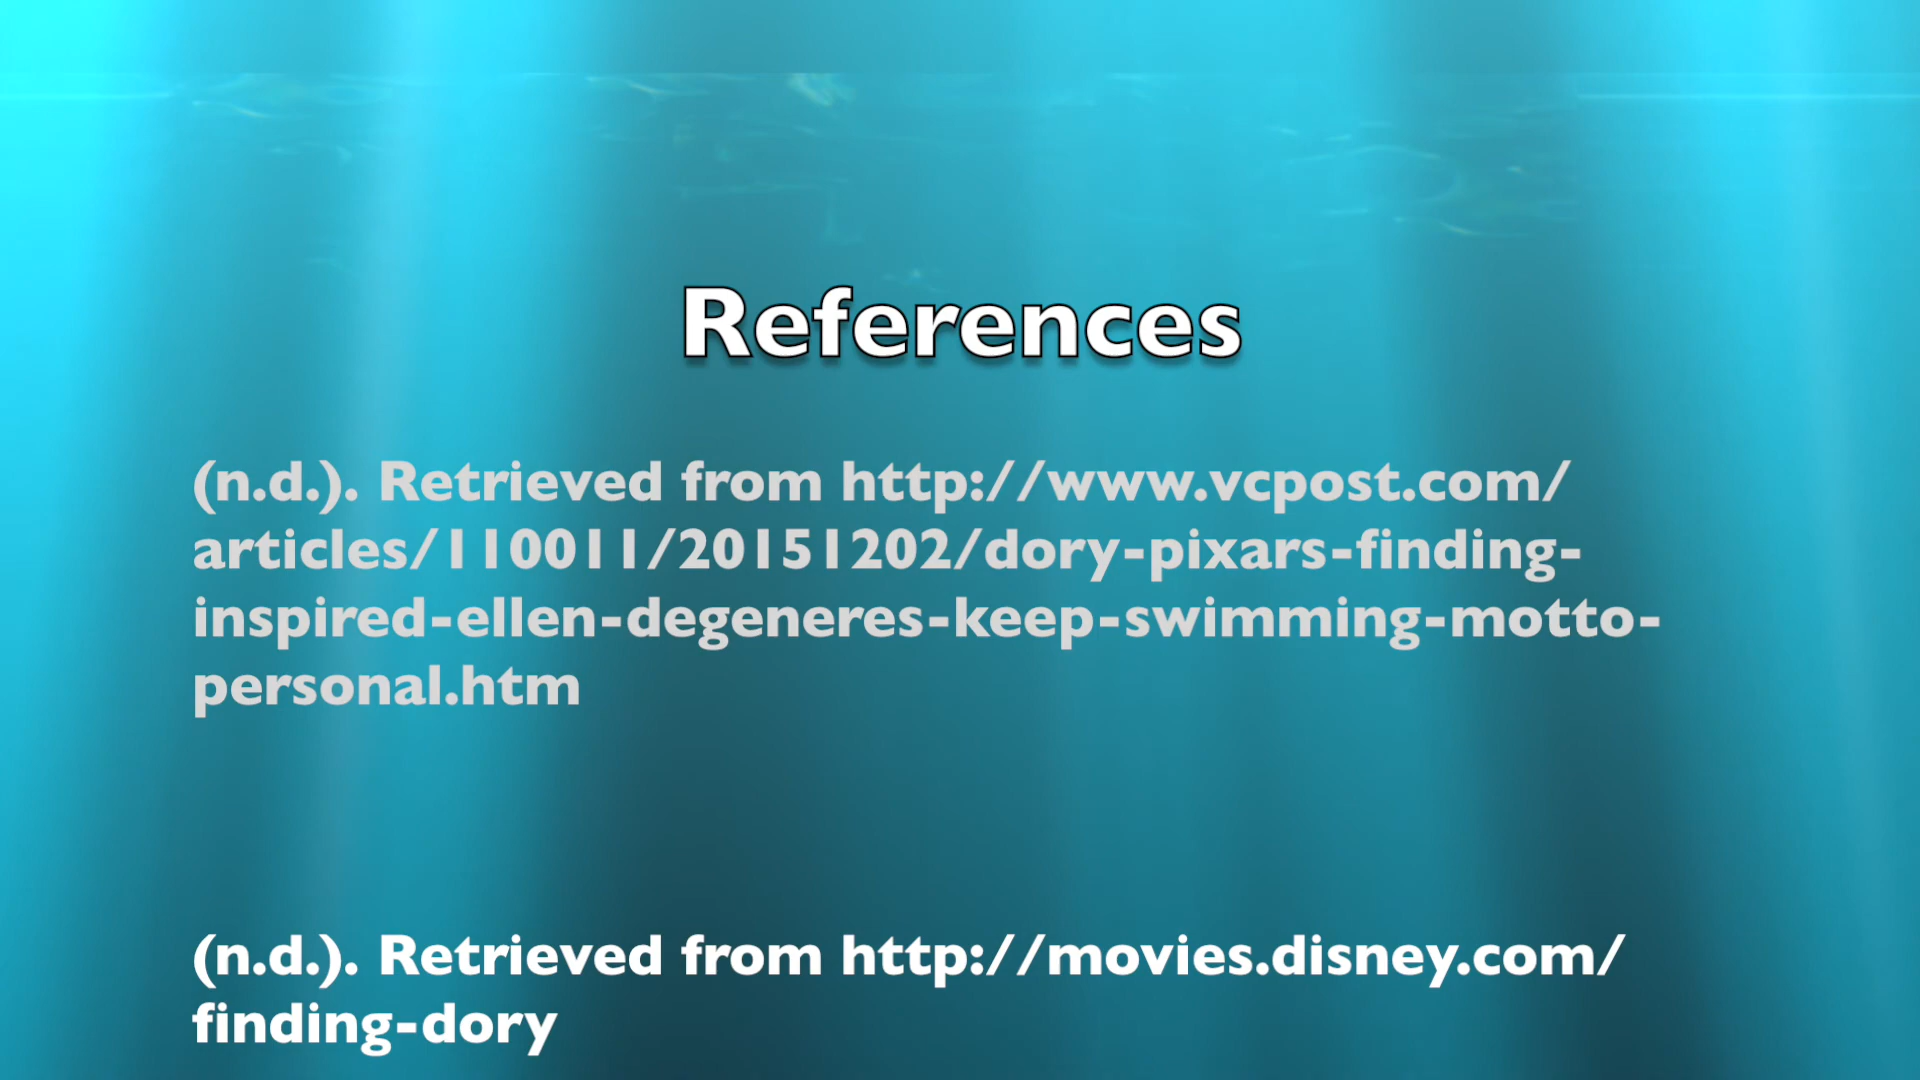 References
(n.d.). Retrieved from http://www.vcpost.com/
articles/110011/20151202/dory-pixars-finding-
inspired-ellen-degeneres-keep-swimming-motto-
personal.htm
(n.d.). Retrieved from http://movies.disney.com/
finding-dory